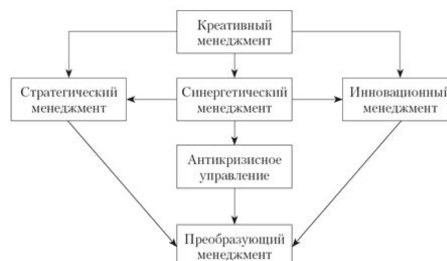 Креативный
менеджмент
Стратегический
менеджмент
Синергетический
менеджмент
Инновационный
менеджмент
Антикризисное
управление
Преобразующий
менеджмент